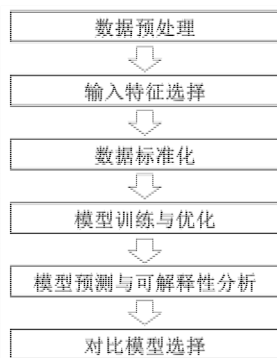 数据预处理
输入特征选择
数据标准化
模型训练与优化
模型预测与可解释性分析
对比模型选择